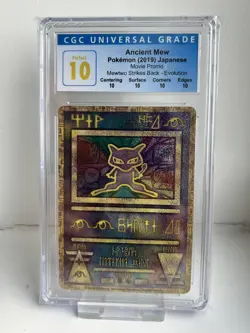 CGC UNIVERSAL GRADE
Perfect
10
Ancient Mew
Pokémon (2019) Japanese
Movie Promo
Mewtwo Strikes Back - Evolution
Centering Surface Corners Edges
10 10 10 10